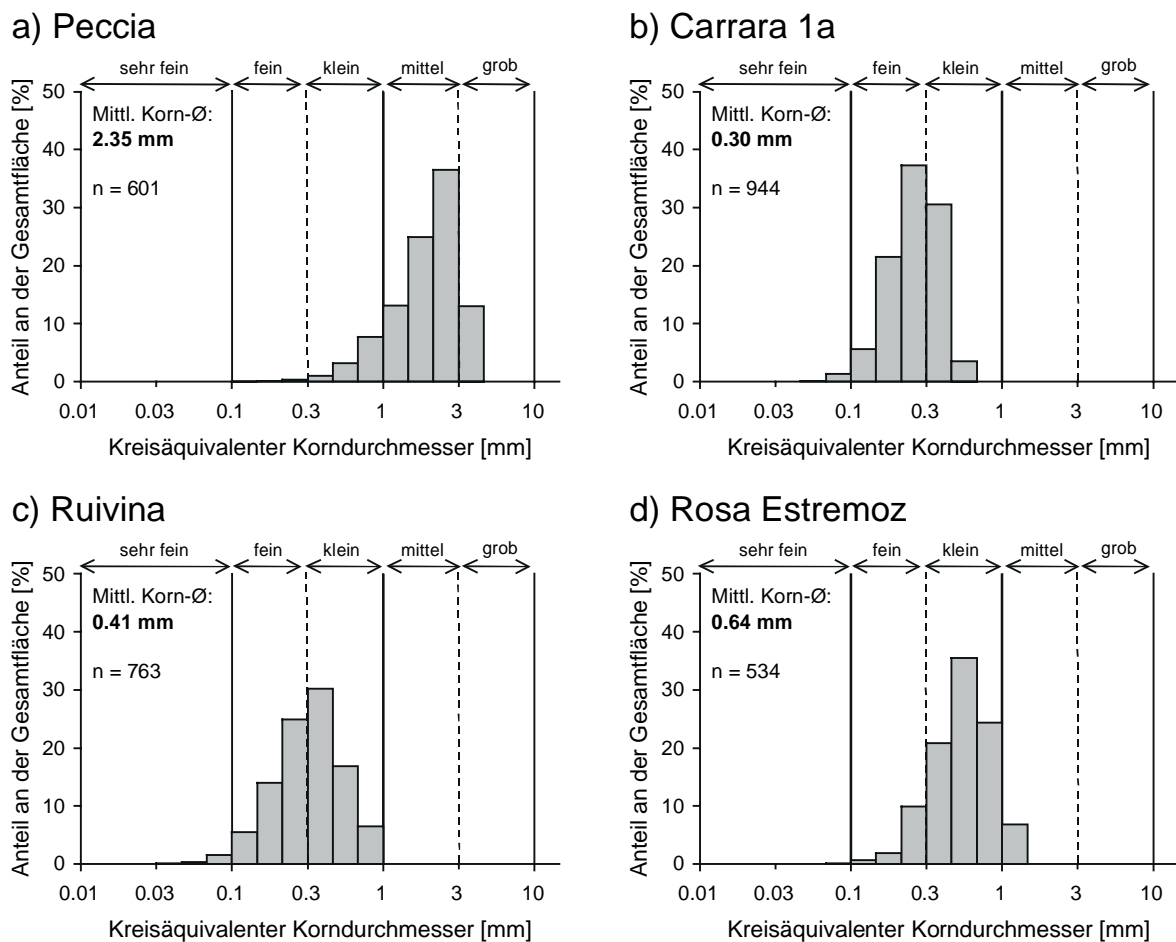 a) Peccia
sehr fein fein klein mittel grob
Anteil an der Gesamtfläche [%]
50
40
30
20
10
0
Mittl. Korn-Ø:
2.35 mm
n = 601
0.01 0.03 0.1 0.3 1 3 10
Kreisäquivalenter Korndurchmesser [mm]
b) Carrara 1a
sehr fein fein klein mittel grob
Anteil an der Gesamtfläche [%]
50
40
30
20
10
0
Mittl. Korn-Ø:
0.30 mm
n = 944
0.01 0.03 0.1 0.3 1 3 10
Kreisäquivalenter Korndurchmesser [mm]
c) Ruivina
sehr fein fein klein mittel grob
Anteil an der Gesamtfläche [%]
50
40
30
20
10
0
Mittl. Korn-Ø:
0.41 mm
n = 763
0.01 0.03 0.1 0.3 1 3 10
Kreisäquivalenter Korndurchmesser [mm]
d) Rosa Estremoz
sehr fein fein klein mittel grob
Anteil an der Gesamtfläche [%]
50
40
30
20
10
0
Mittl. Korn-Ø:
0.64 mm
n = 534
0.01 0.03 0.1 0.3 1 3 10
Kreisäquivalenter Korndurchmesser [mm]